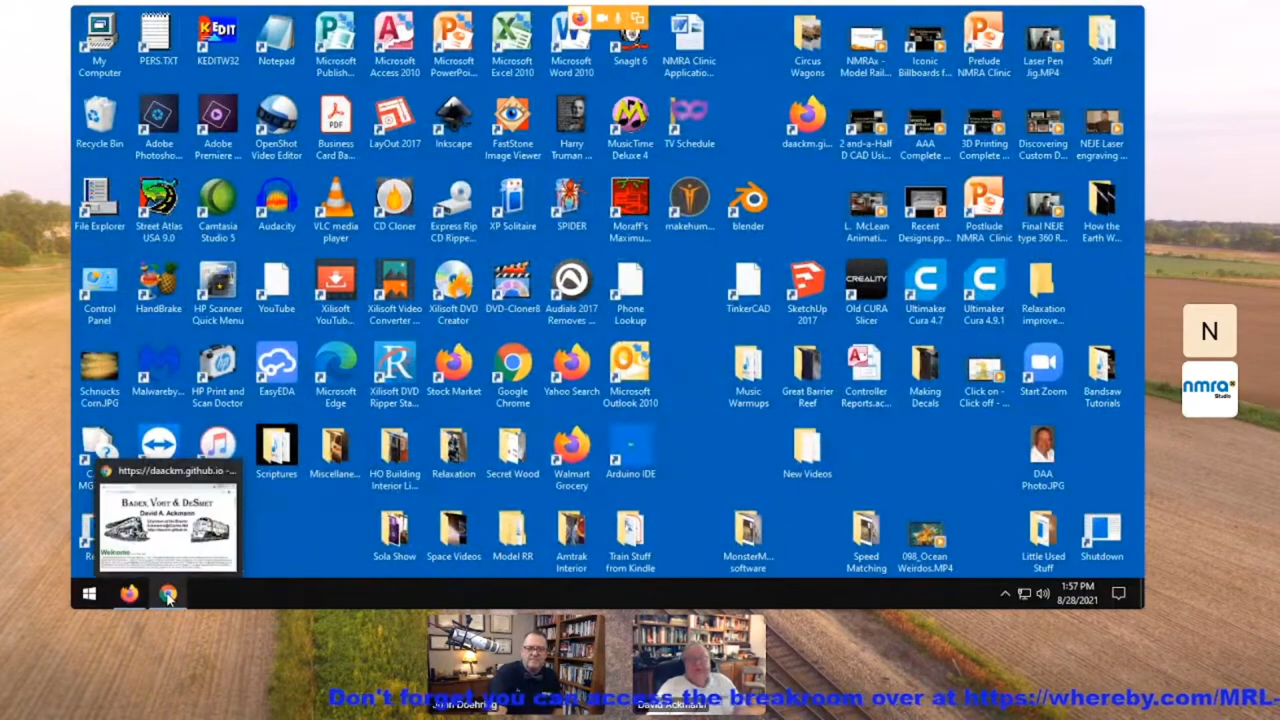 My Computer
PERS.TXT
KEDITW32
Notepad
Microsoft Publish...
Microsoft Access 2010
Microsoft PowerPoi...
Microsoft Excel 2010
Microsoft Word 2010
SnagIt 6
NMRA Clinic Applicatio...
Circus Wagons
NMRAx - Model Rail...
Iconic Billboards f...
Prelude NMRA Clinic
Laser Pen Jig.MP4
Stuff
Recycle Bin
Adobe Photosho...
Adobe Premiere ...
OpenShot Video Editor
Business Card Ba...
LayOut 2017
Inkscape
FastStone Image Viewer
Harry Truman ...
MusicTime Deluxe 4
TV Schedule
daackm.gi...
2 and-a-Half D CAD Usi...
AAA Complete ...
3D Printing Complete ...
Discovering Custom D...
NEJE Laser engraving ...
File Explorer
Street Atlas USA 9.0
Camtasia Studio 5
Audacity
VLC media player
CD Cloner
Express Rip CD Rippe...
XP Solitaire
SPIDER
Moraff's Maximu...
makehum...
blender
L. McLean Animati...
Recent Designs.pp...
Postlude NMRA Clinic
Final NEJE type 360 R...
How the Earth W...
Control Panel
HandBrake
HP Scanner Quick Menu
YouTube
Xilisoft YouTub...
Xilisoft Video Converter ...
Xilisoft DVD Creator
DVD-Cloner8
Audials 2017 Removes ...
Phone Lookup
TinkerCAD
SketchUp 2017
CREALITY
Old CURA Slicer
Ultimaker Cura 4.7
Ultimaker Cura 4.9.1
Relaxation improve...
Schnucks Corn.JPG
Malwareby...
HP Print and Scan Doctor
EasyEDA
Microsoft Edge
Xilisoft DVD Ripper Sta...
Stock Market
Google Chrome
Yahoo Search
Microsoft Outlook 2010
Music Warmups
Great Barrier Reef
Controller Reports.ac...
Making Decals
Click on - Click off - ...
Start Zoom
Bandsaw Tutorials
Scriptures
Miscellane...
HO Building Interior Li...
Relaxation
Secret Wood
Walmart Grocery
Arduino IDE
New Videos
DAA Photo.JPG
https://daackm.github.io -...
BADEN, VOHT & DESMET
David A. Ackmann
Welcome
Sola Show
Space Videos
Model RR
Amtrak Interior
Train Stuff from Kindle
MonsterM... software
Speed Matching
098_Ocean Weirdos.MP4
Little Used Stuff
Shutdown
1:57 PM
8/28/2021
N
nmra
Studio
John Doehring
David Ackmann
Don't forget you can access the breakroom over at https://whereby.com/MRL